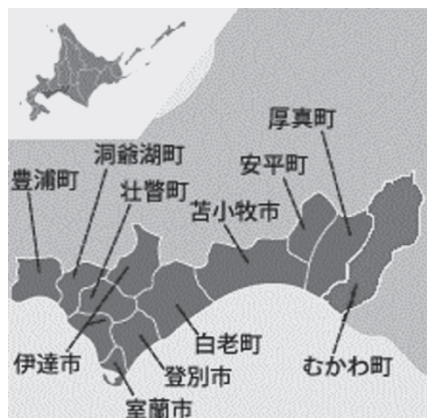 厚真町
洞爺湖町
安平町
豊浦町
壮瞥町
苫小牧市
伊達市
白老町
登別市
むかわ町
室蘭市